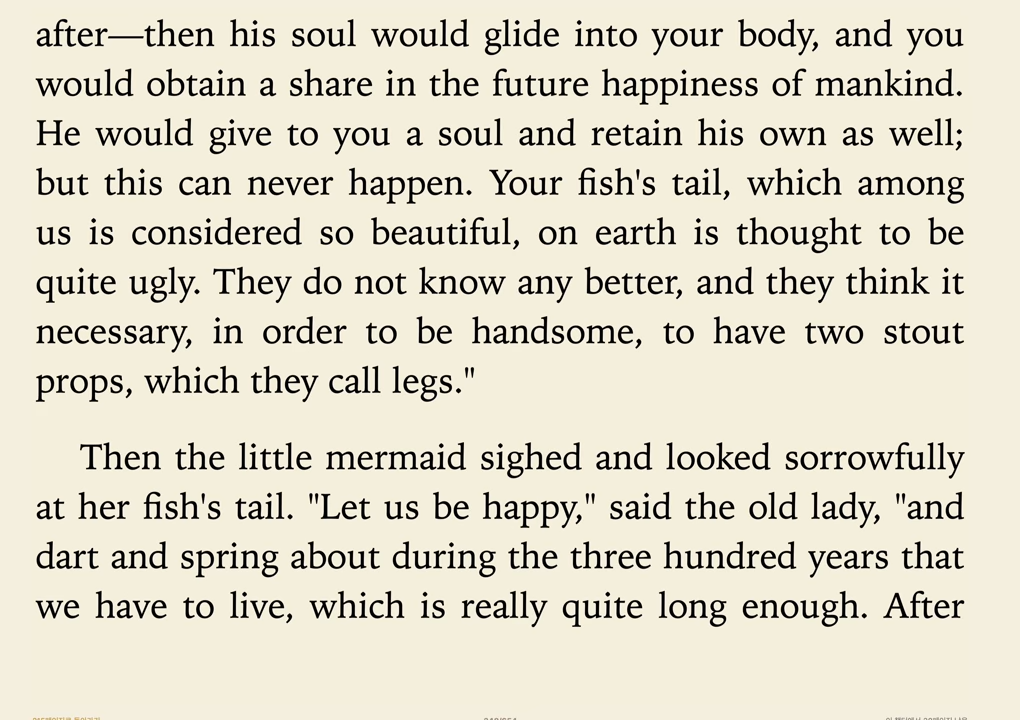 after—then his soul would glide into your body, and you
would obtain a share in the future happiness of mankind.
He would give to you a soul and retain his own as well;
but this can never happen. Your fish's tail, which among
us is considered so beautiful, on earth is thought to be
quite ugly. They do not know any better, and they think it
necessary, in order to be handsome, to have two stout
props, which they call legs."
Then the little mermaid sighed and looked sorrowfully
at her fish's tail. "Let us be happy," said the old lady, "and
dart and spring about during the three hundred years that
we have to live, which is really quite long enough. After